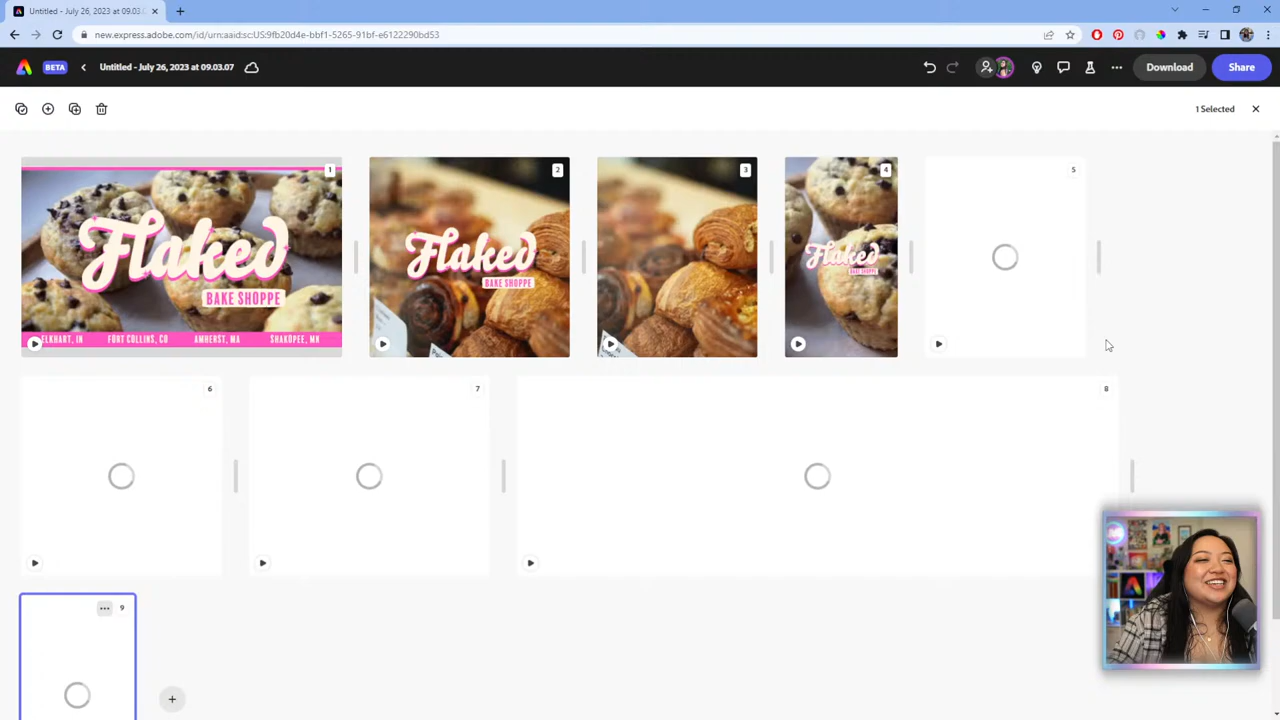 Untitled - July 26, 2023 at 09.03.0
new.express.adobe.com/id/urn:aaid:sc:US:9fb20d4e-bbf1-5265-91bf-e6122290bd53
BETA
Untitled - July 26, 2023 at 09.03.07
Download
Share
1 Selected
1
2
3
4
5
Flaked
BAKE SHOPPE
ELKHART, IN
FORT COLLINS, CO
AMHERST, MA
SHAKOPEE, MN
Flaked
BAKE SHOPPE
Flaked
BAKE SHOPPE
6
7
8
9